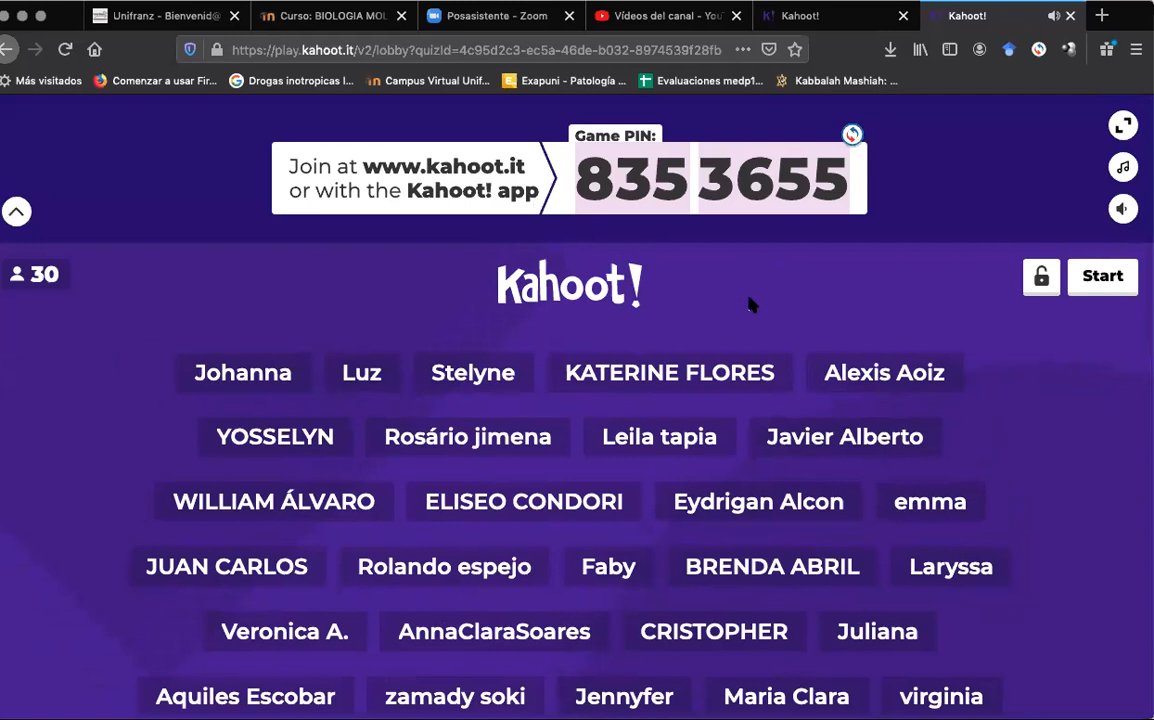 Unifranz - Bienvenid@
Curso: BIOLOGIA MOL
Posasistente - Zoom
Vídeos del canal - You
Kahoot!
Kahoot!
https://play.kahoot.it/v2/lobby?quizId=4c95d2c3-ec5a-46de-b032-8974539f28fb
Más visitados
Comenzar a usar Fir...
Drogas inotropicas I...
Campus Virtual Unif...
Exapuni - Patología ...
Evaluaciones medp1...
Kabbalah Mashiah: ...
Game PIN:
Join at www.kahoot.it
or with the Kahoot! app
835 3655
30
Kahoot!
Start
Johanna Luz Stelyne KATERINE FLORES Alexis Aoiz
YOSSELYN Rosário jimena Leila tapia Javier Alberto
WILLIAM ÁLVARO ELISEO CONDORI Eydrigan Alcon emma
JUAN CARLOS Rolando espejo Faby BRENDA ABRIL Laryssa
Veronica A. AnnaClaraSoares CRISTOPHER Juliana
Aquiles Escobar zamady soki Jennyfer Maria Clara virginia